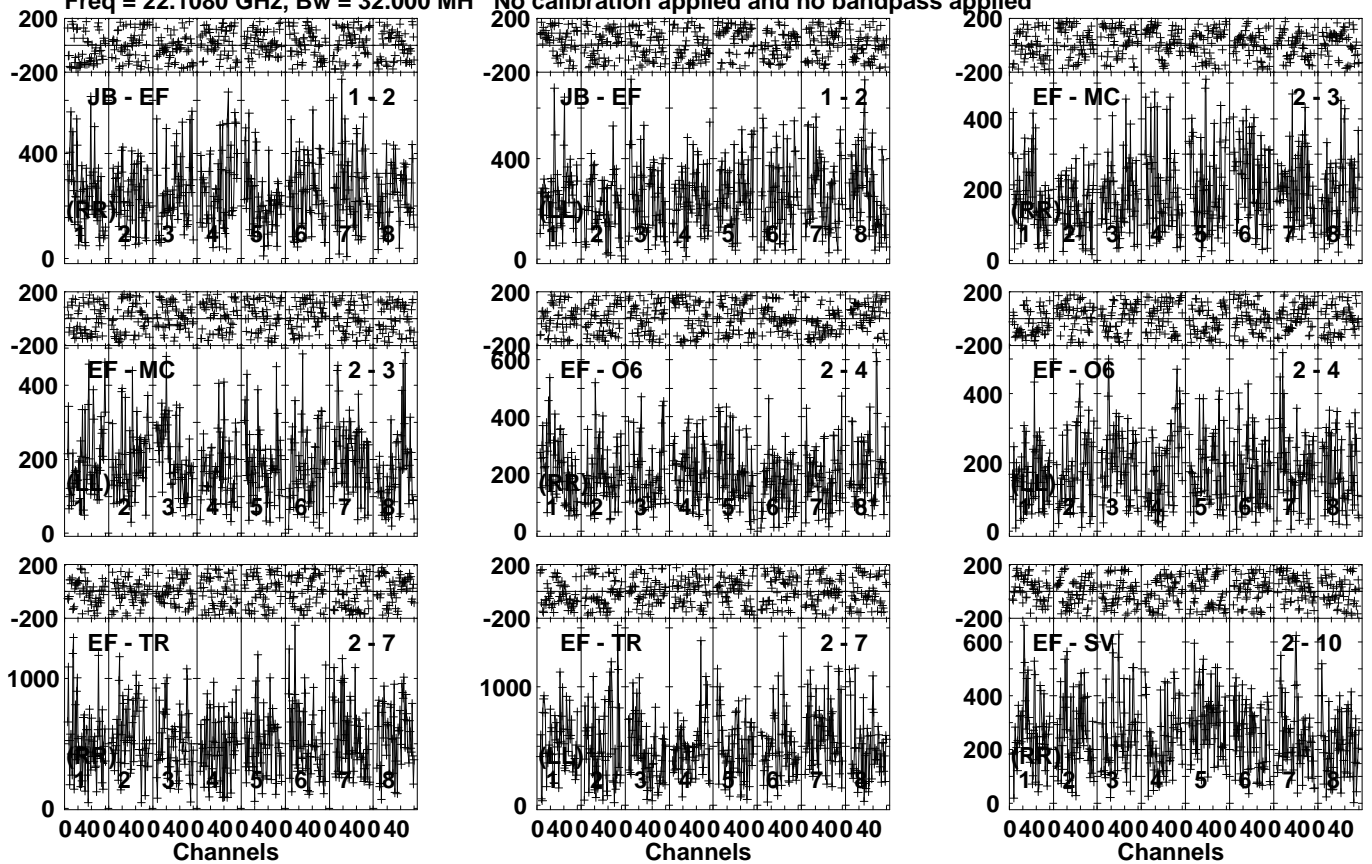 Freq = 22.1080 GHz, Bw = 32.000 MH No calibration applied and no bandpass applied
200 200 200
-200 -200 -200
JB - EF 1 - 2 JB - EF 1 - 2 EF - MC 2 - 3
400 400 400
200
(RR) (LL) (RR)
1 2 3 4 5 6 7 8 1 2 3 4 5 6 7 8 1 2 3 4 5 6 7 8
0 0 0
200 200 200
-200 -200 -200
600
EF - MC 2 - 3 EF - O6 2 - 4 EF - O6 2 - 4
400 400 400
200 200 200
(LL) (RR) (LL)
1 2 3 4 5 6 7 8 1 2 3 4 5 6 7 8 1 2 3 4 5 6 7 8
0 0 0
200 200 200
-200 -200 -200
EF - TR 2 - 7 EF - TR 2 - 7 EF - SV 2 - 10
600
1000 1000 400
200
(RR) (LL) (RR)
1 2 3 4 5 6 7 8 1 2 3 4 5 6 7 8 1 2 3 4 5 6 7 8
0 0 0
0 40 0 40 0 40 0 40 0 40 0 40 0 40 0 40 0 40 0 40 0 40 0 40 0 40 0 40 0 40 0 40 0 40 0 40 0 40 0 40 0 40 0 40 0 40 0 40
Channels Channels Channels